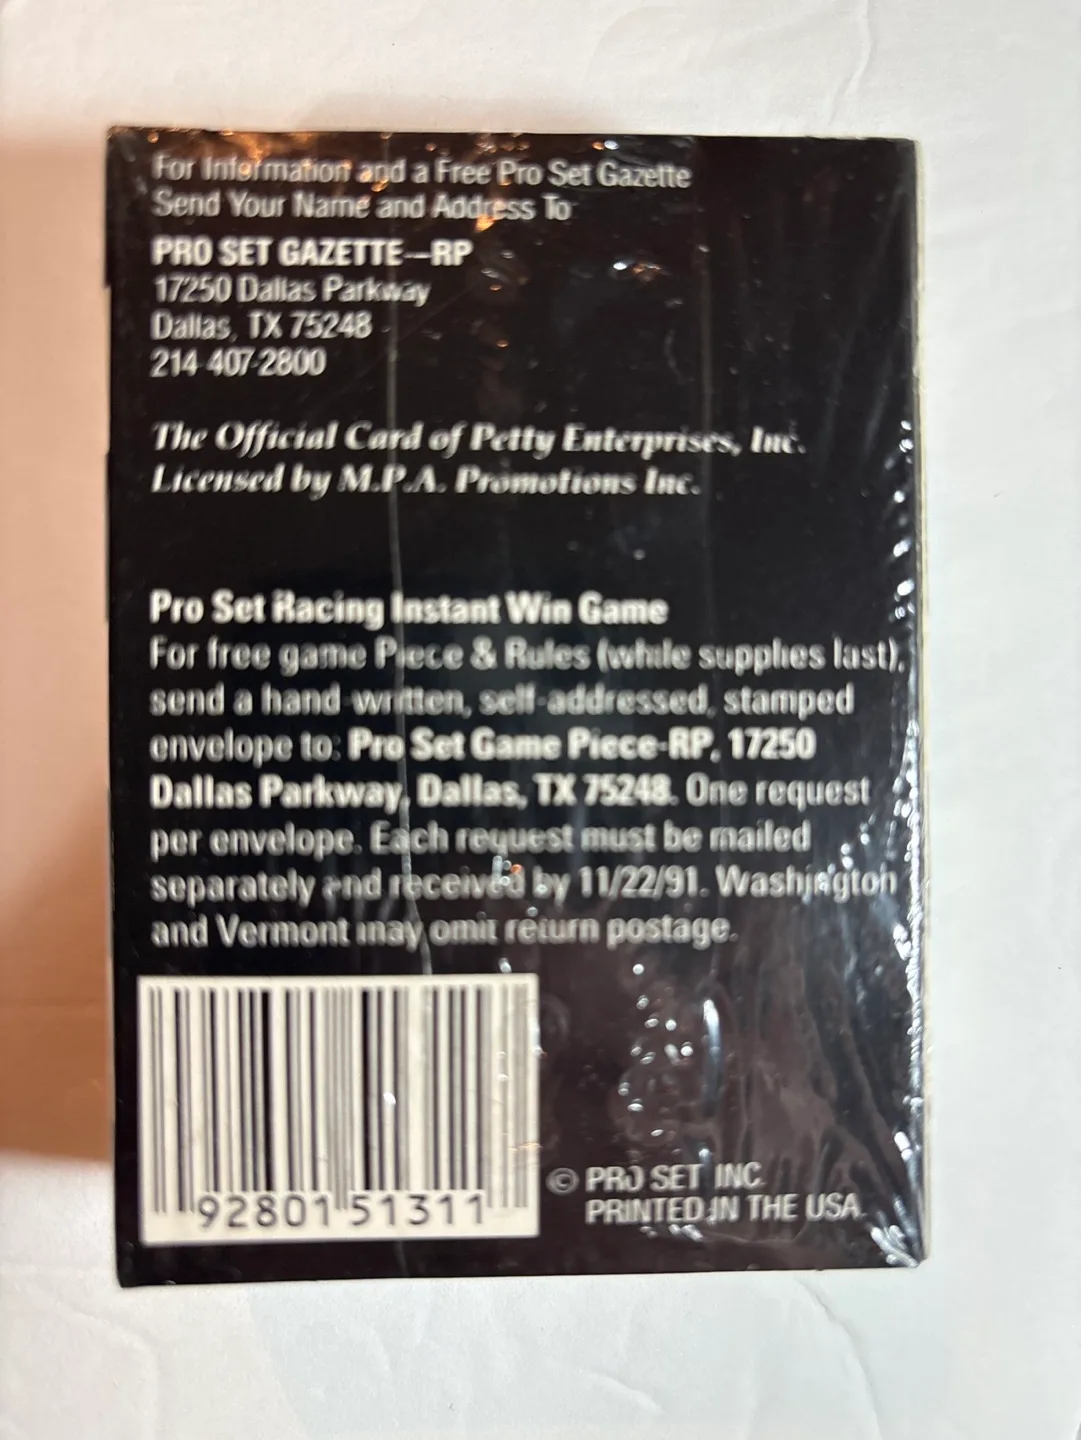 For Information and a Free Pro Set Gazette
Send Your Name and Address To:
PRO SET GAZETTE—RP
17250 Dallas Parkway
Dallas, TX 75248
214-407-2800
The Official Card of Petty Enterprises, Inc.
Licensed by M.P.A. Promotions Inc.
Pro Set Racing Instant Win Game
For free game Piece & Rules (while supplies last),
send a hand-written, self-addressed, stamped
envelope to: Pro Set Game Piece-RP, 17250
Dallas Parkway, Dallas, TX 75248. One request
per envelope. Each request must be mailed
separately and received by 11/22/91. Washington
and Vermont may omit return postage.
92801 51311
© PRO SET INC.
PRINTED IN THE USA.